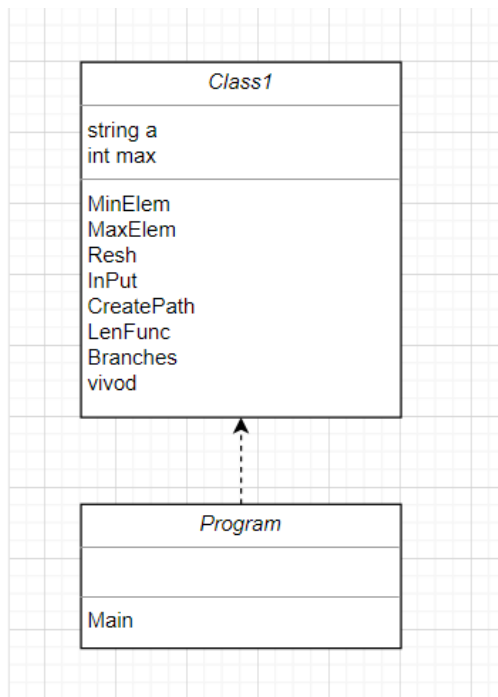 Class1
string a
int max
MinElem
MaxElem
Resh
InPut
CreatePath
LenFunc
Branches
vivod
Program
Main